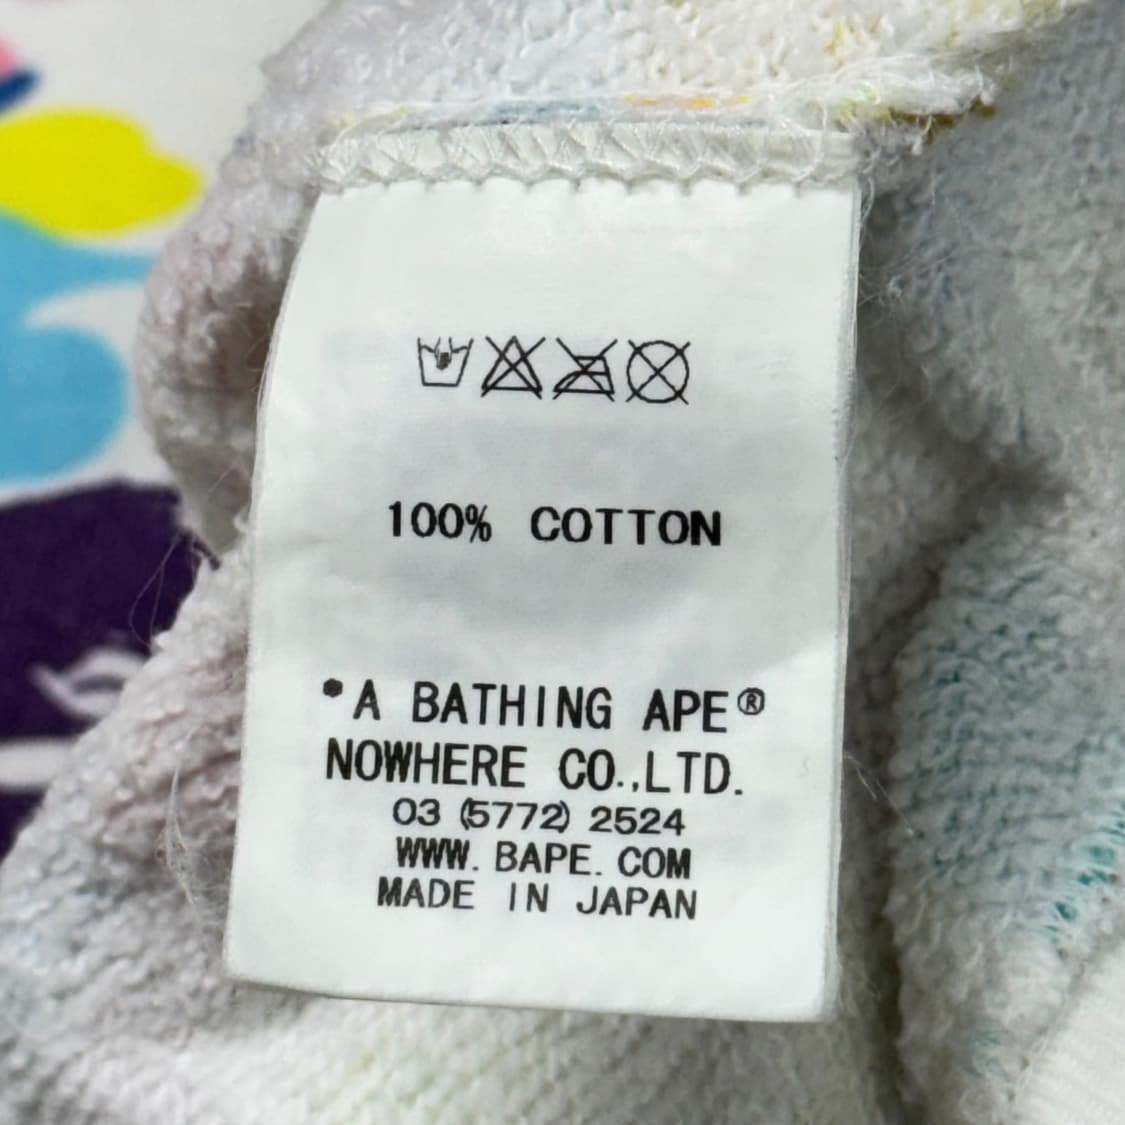 100% COTTON
*A BATHING APE®
NOWHERE CO.,LTD.
03 (5772) 2524
WWW. BAPE. COM
MADE IN JAPAN